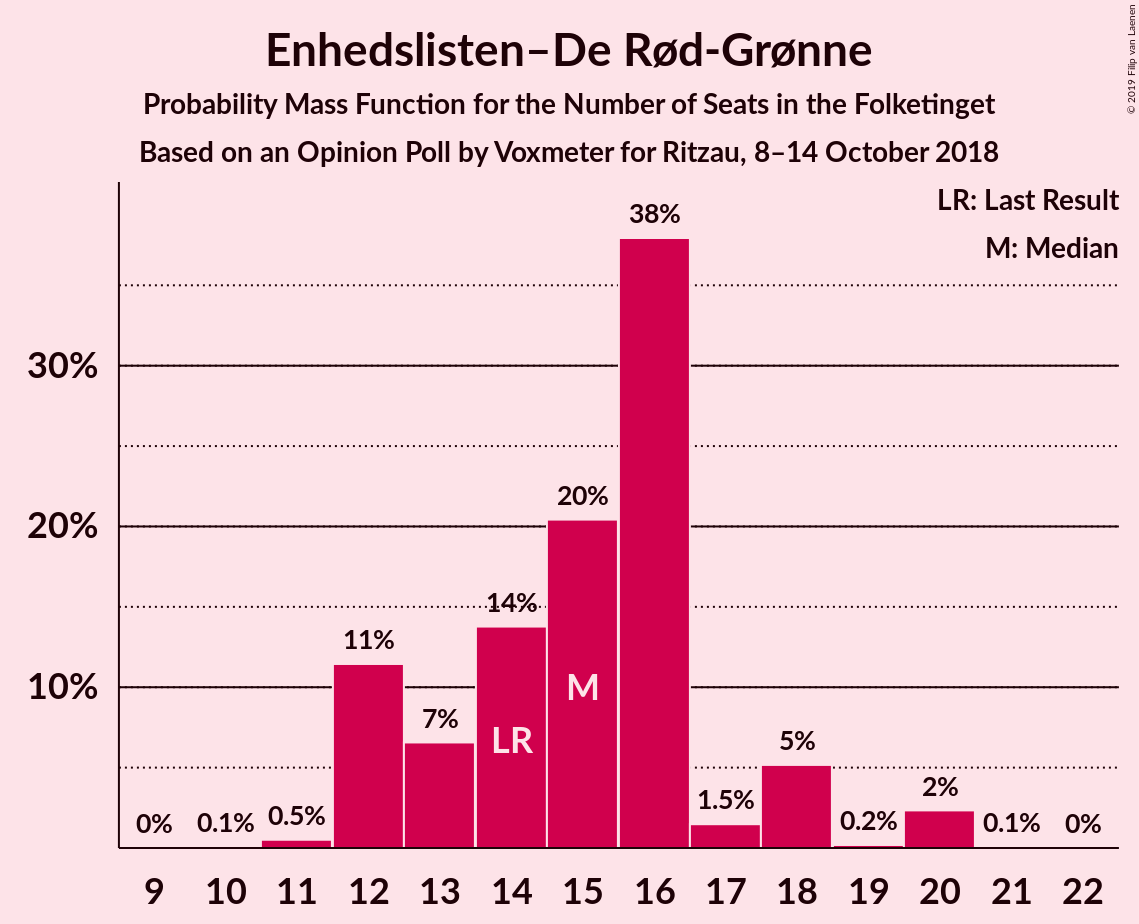 Enhedslisten–De Rød-Grønne
Probability Mass Function for the Number of Seats in the Folketinget
Based on an Opinion Poll by Voxmeter for Ritzau, 8–14 October 2018
© 2019 Filip van Laenen
LR: Last Result
M: Median
38%
30%
20%
20%
14%
11%
10%
M
7%
LR
5%
2%
1.5%
0.5%
0.2%
0%
0.1%
0.1%
0%
9 10 11 12 13 14 15 16 17 18 19 20 21 22